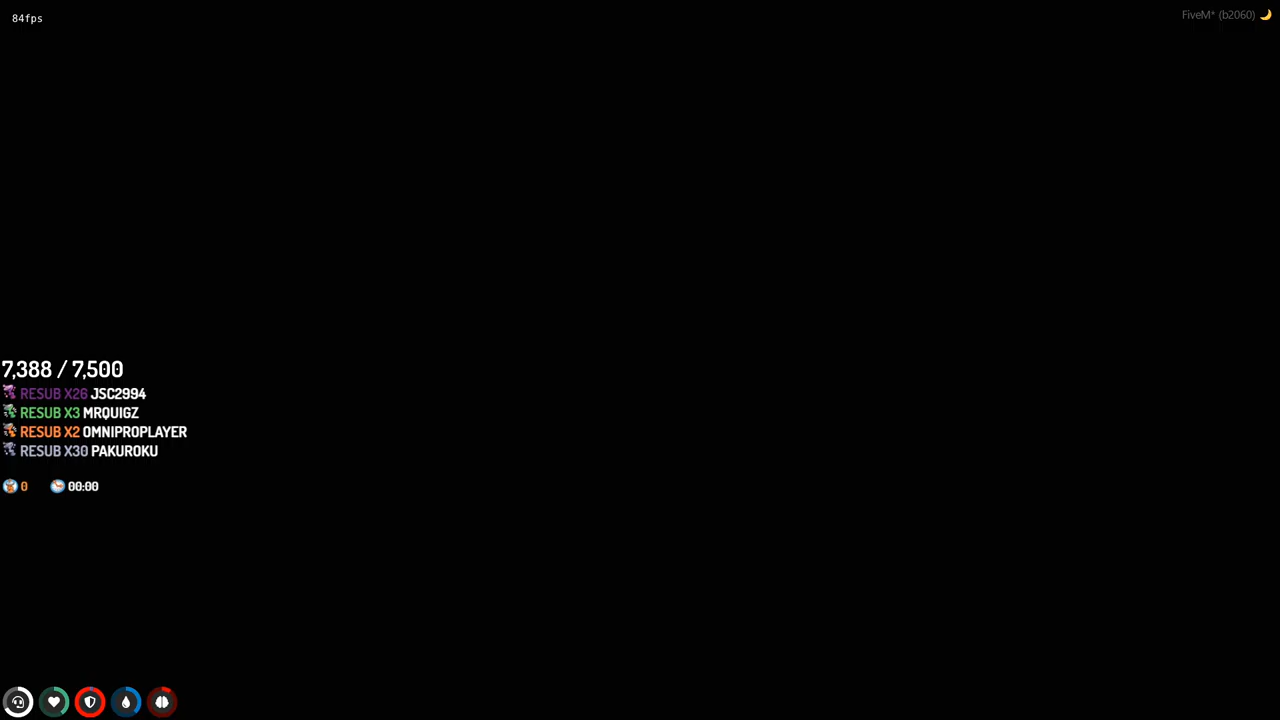 84fps
FiveM* (b2060)
7,388 / 7,500
RESUB X26 JSC2994
RESUB X3 MRQUIGZ
RESUB X2 OMNIPROPLAYER
RESUB X30 PAKUROKU
0 00:00